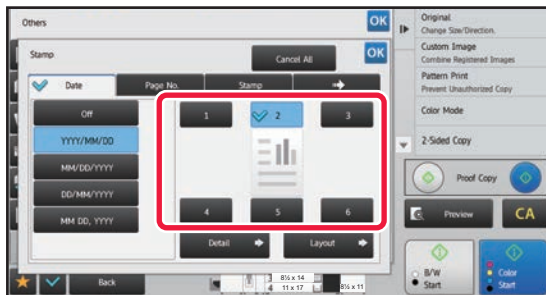 Others
OK
Stamp
Cancel All
OK
Date
Page No.
Stamp
Off
YYYY/MM/DD
MM/DD/YYYY
DD/MM/YYYY
MM DD, YYYY
1
2
3
4
5
6
Detail
Layout
Back
3 8½ x 14
4 11 x 17
8½ x 11
Original
Change Size/Direction.
Custom Image
Combine Registered Images
Pattern Print
Prevent Unauthorized Copy
Color Mode
2-Sided Copy
Proof Copy
Preview
CA
B/W
Start
Color
Start